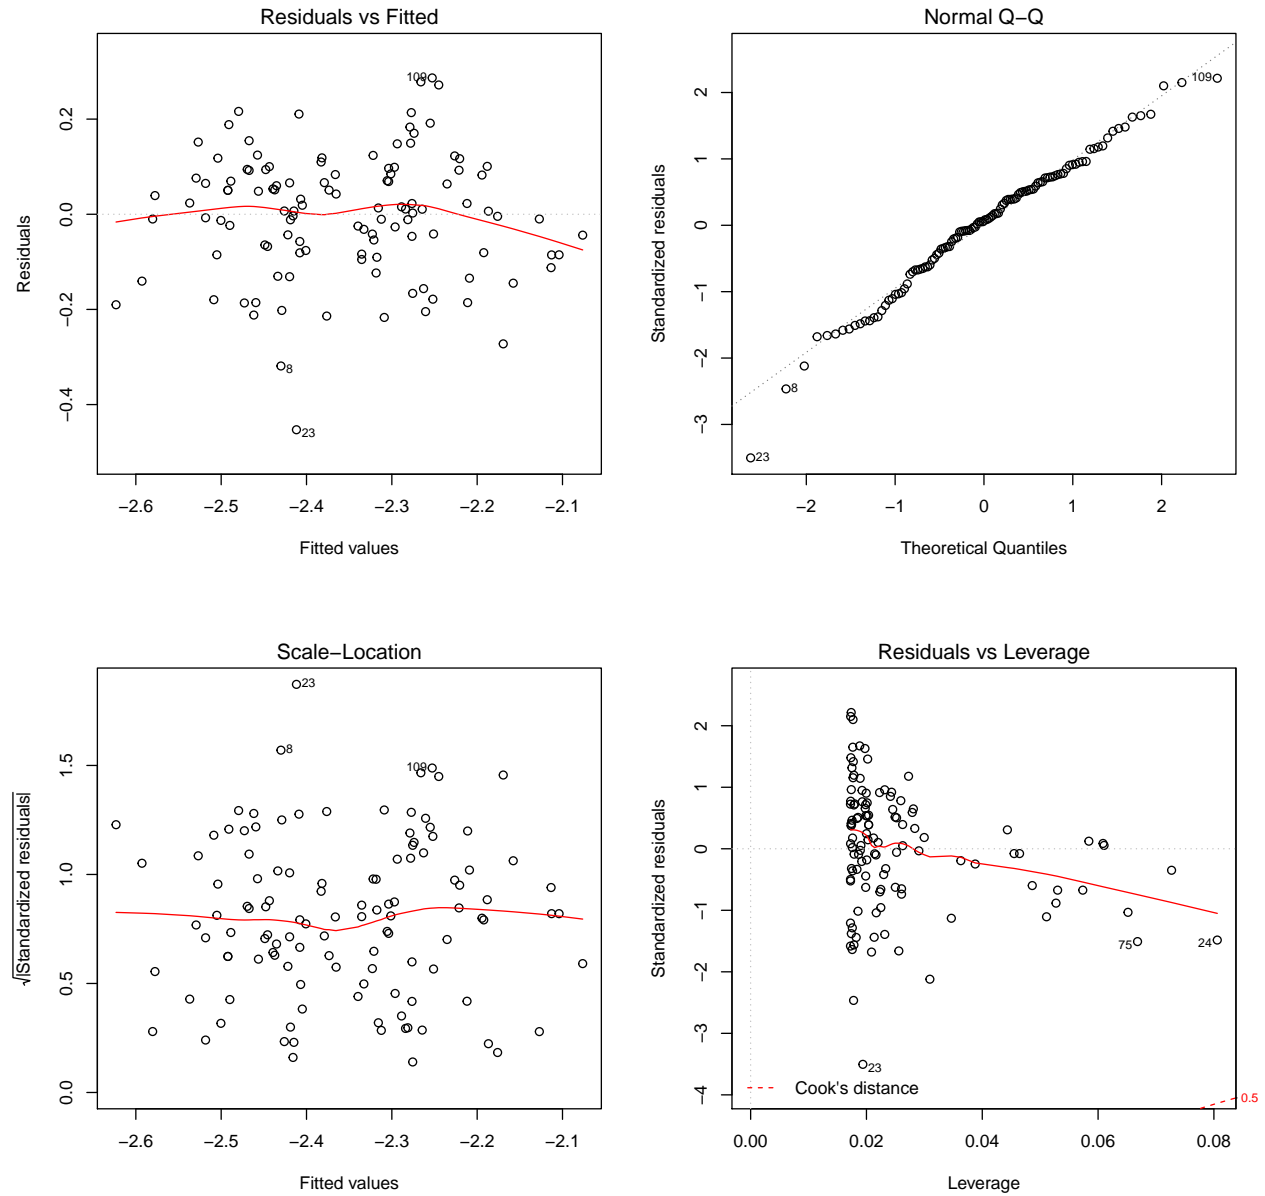 Residuals vs Fitted
Residuals
0.2
0.0
−0.2
−0.4
109
8
23
−2.6 −2.5 −2.4 −2.3 −2.2 −2.1
Fitted values
Normal Q−Q
Standardized residuals
2
1
0
−1
−2
−3
109
8
23
−2 −1 0 1 2
Theoretical Quantiles
Scale−Location
√|Standardized residuals|
1.5
1.0
0.5
0.0
23
8
109
−2.6 −2.5 −2.4 −2.3 −2.2 −2.1
Fitted values
Residuals vs Leverage
Standardized residuals
2
1
0
−1
−2
−3
−4
75
24
23
Cook's distance
0.5
0.00 0.02 0.04 0.06 0.08
Leverage